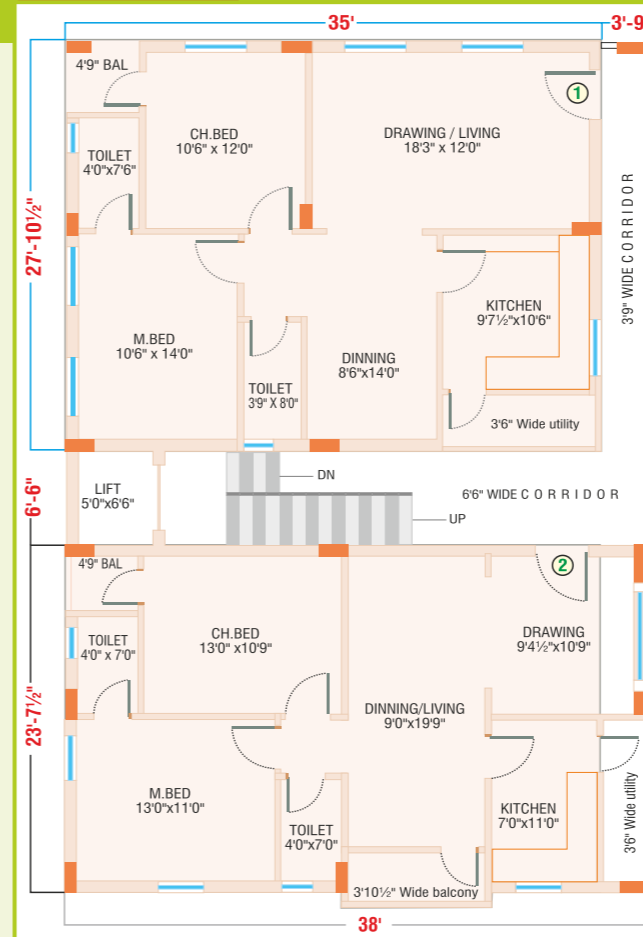 35'
3'-9
4'9" BAL
CH.BED
10'6" x 12'0"
DRAWING / LIVING
18'3" x 12'0"
1
TOILET
4'0"x7'6"
27'-10½"
3'9" WIDE CORRIDOR
M.BED
10'6" x 14'0"
KITCHEN
9'7½"x10'6"
DINNING
8'6"x14'0"
TOILET
3'9" X 8'0"
3'6" Wide utility
6'-6"
LIFT
5'0"x6'6"
DN
6'6" WIDE CORRIDOR
UP
4'9" BAL
2
CH.BED
13'0" x10'9"
DRAWING
9'4½"x10'9"
TOILET
4'0" x 7'0"
23'-7½"
DINNING/LIVING
9'0"x19'9"
M.BED
13'0"x11'0"
KITCHEN
7'0"x11'0"
3'6" Wide utility
TOILET
4'0"x7'0"
3'10½" Wide balcony
38'